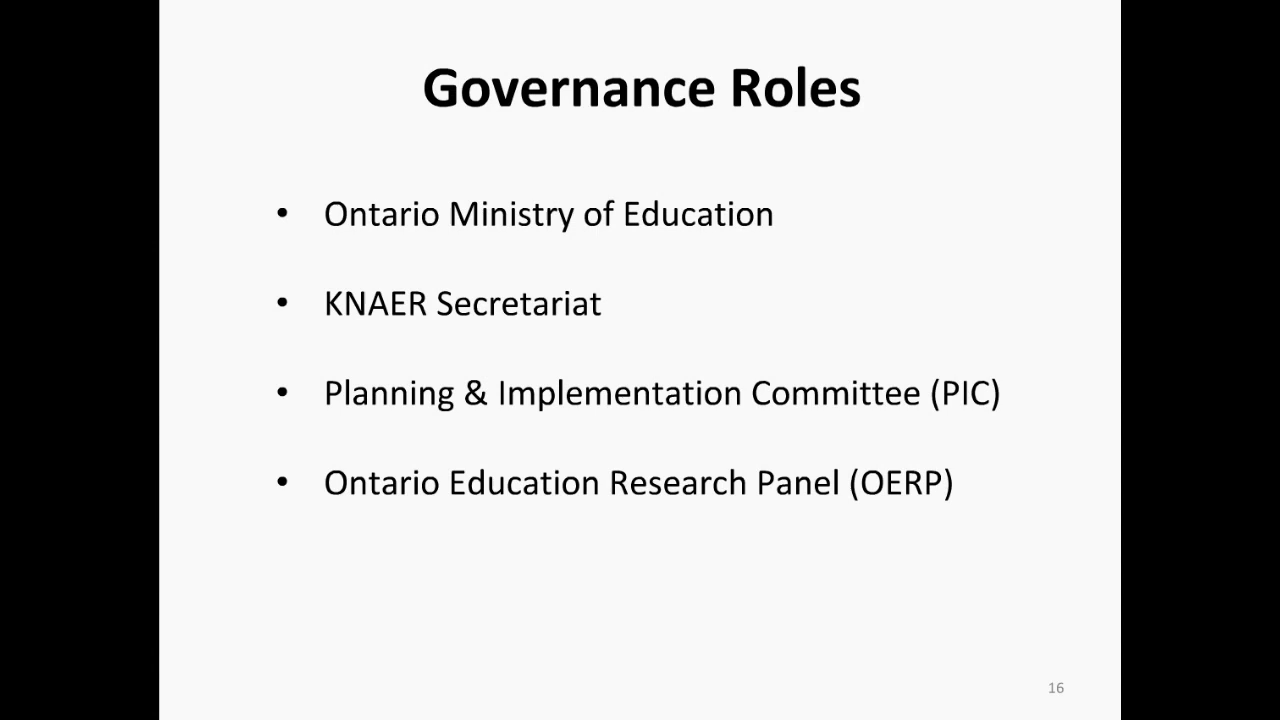 Governance Roles
• Ontario Ministry of Education
• KNAER Secretariat
• Planning & Implementation Committee (PIC)
• Ontario Education Research Panel (OERP)
16